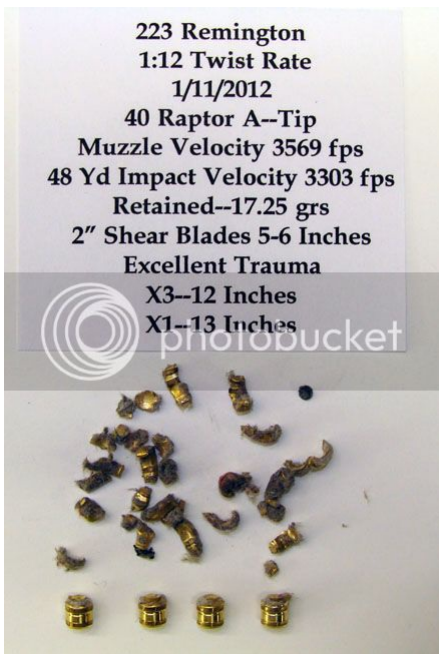 223 Remington
1:12 Twist Rate
1/11/2012
40 Raptor A--Tip
Muzzle Velocity 3569 fps
48 Yd Impact Velocity 3303 fps
Retained--17.25 grs
2” Shear Blades 5-6 Inches
Excellent Trauma
X3--12 Inches
X1--13 Inches
photobucket